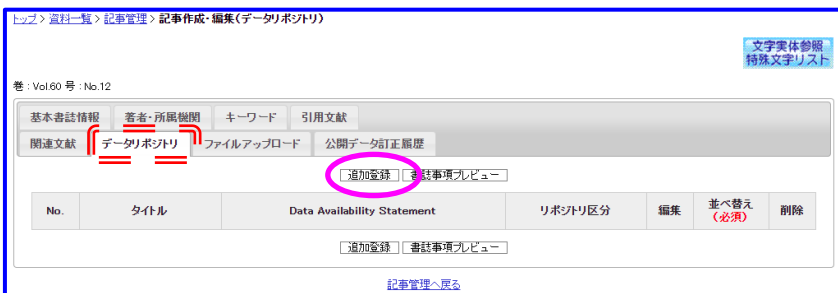 トップ > 資料一覧 > 記事管理 > 記事作成・編集(データリポジトリ)
文字実体参照
特殊文字リスト
巻 : Vol.60 号 : No.12
基本書誌情報 著者・所属機関 キーワード 引用文献
関連文献 データリポジトリ ファイルアップロード 公開データ訂正履歴
追加登録 書誌事項プレビュー
No. タイトル Data Availability Statement リポジトリ区分 編集 並べ替え (必須) 削除
追加登録 書誌事項プレビュー
記事管理へ戻る